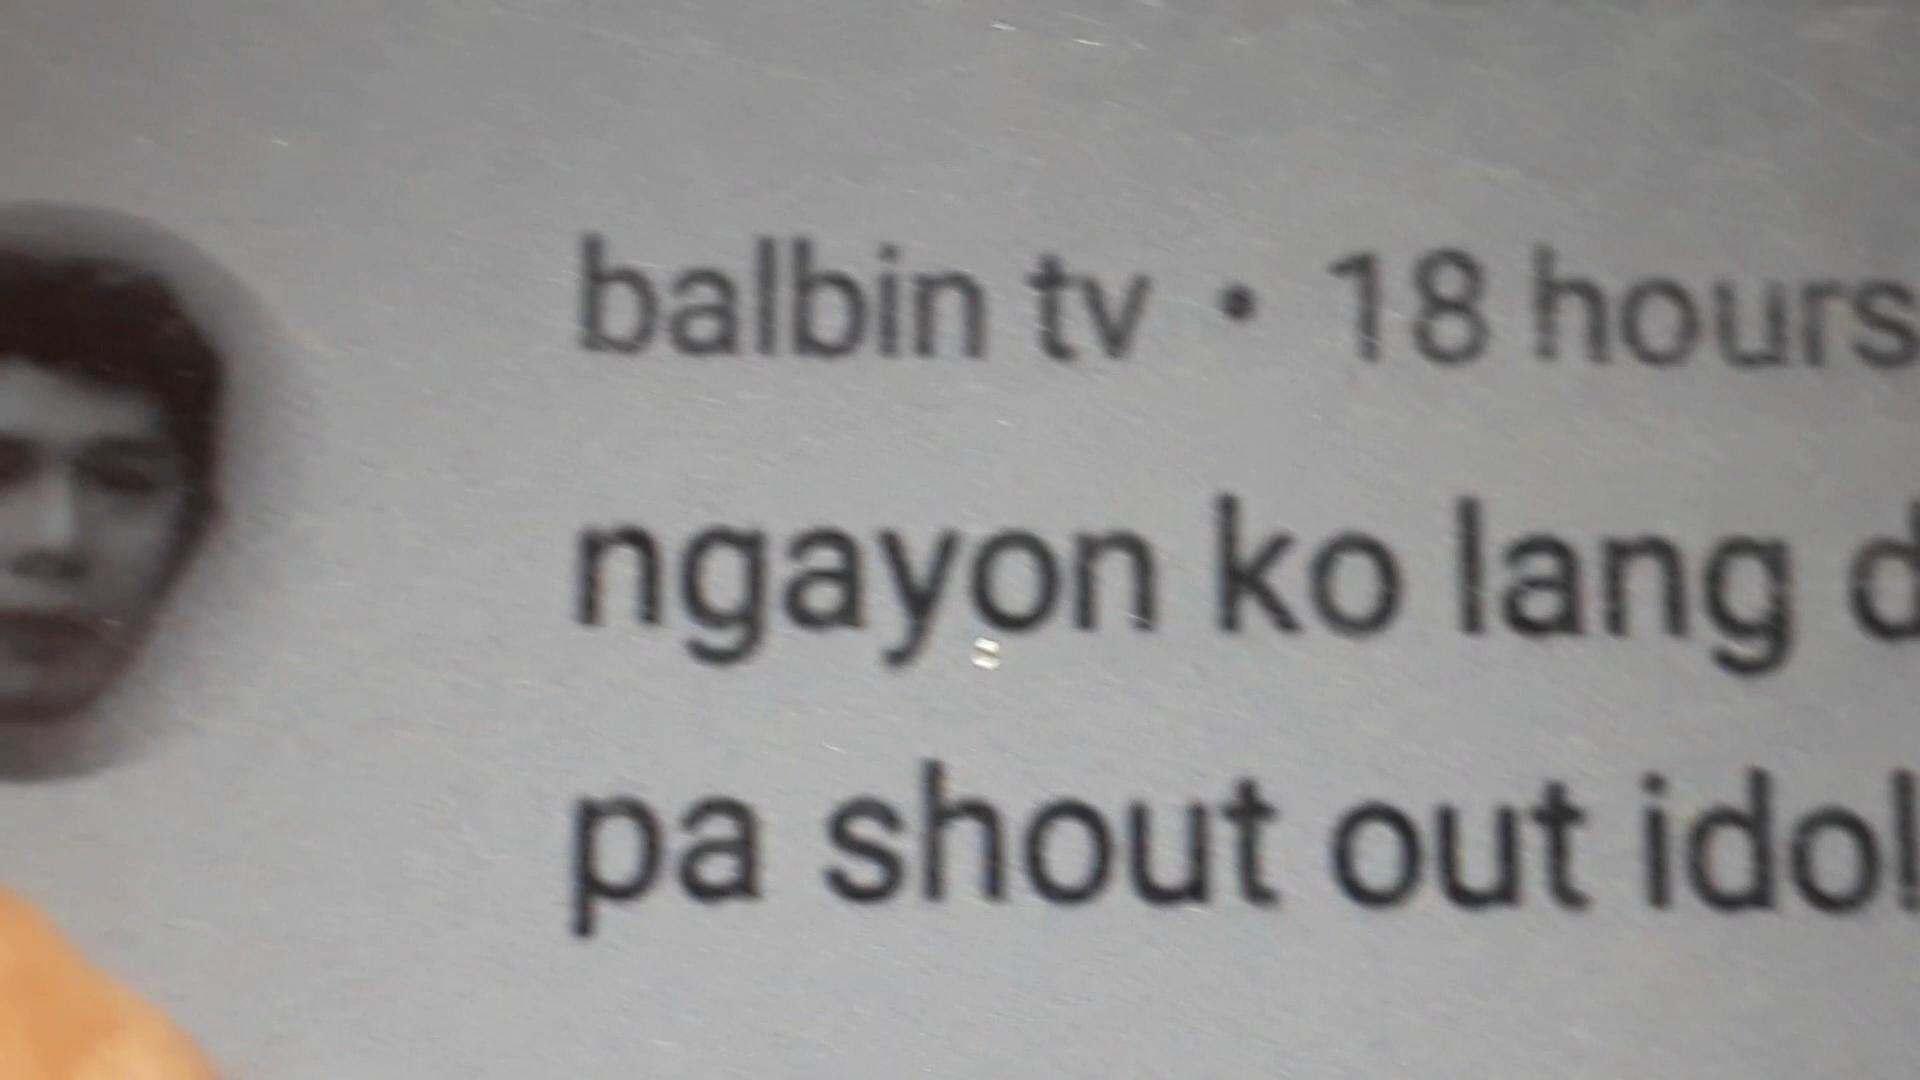 balbin tv • 18 hours
ngayon ko lang
pa shout out idol